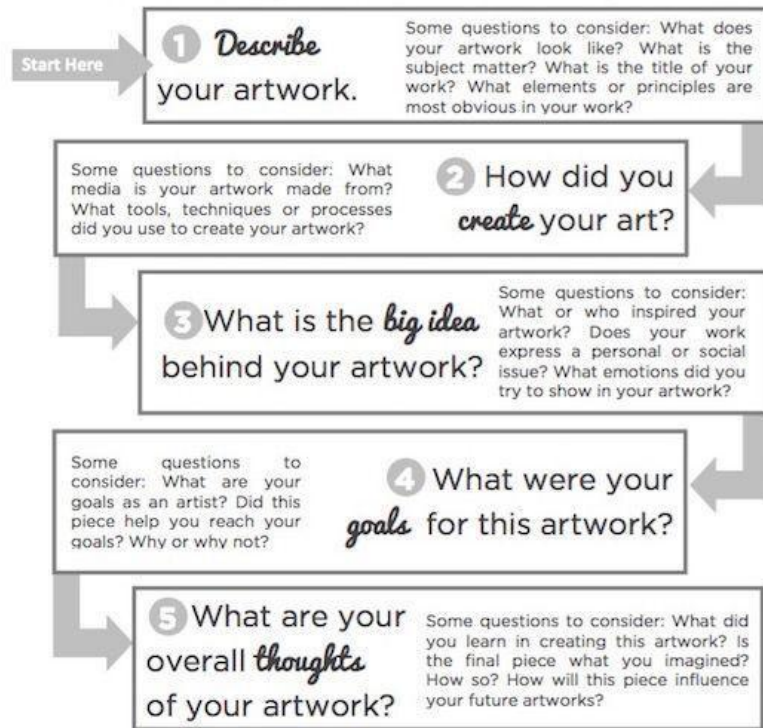 Start Here
1 Describe
your artwork.
Some questions to consider: What does
your artwork look like? What is the
subject matter? What is the title of your
work? What elements or principles are
most obvious in your work?
2 How did you
create your art?
Some questions to consider: What
media is your artwork made from?
What tools, techniques or processes
did you use to create your artwork?
3 What is the big idea
behind your artwork?
Some questions to consider:
What or who inspired your
artwork? Does your work
express a personal or social
issue? What emotions did you
try to show in your artwork?
4 What were your
goals for this artwork?
Some questions to
consider: What are your
goals as an artist? Did this
piece help you reach your
goals? Why or why not?
5 What are your
overall thoughts
of your artwork?
Some questions to consider: What did
you learn in creating this artwork? Is
the final piece what you imagined?
How so? How will this piece influence
your future artworks?